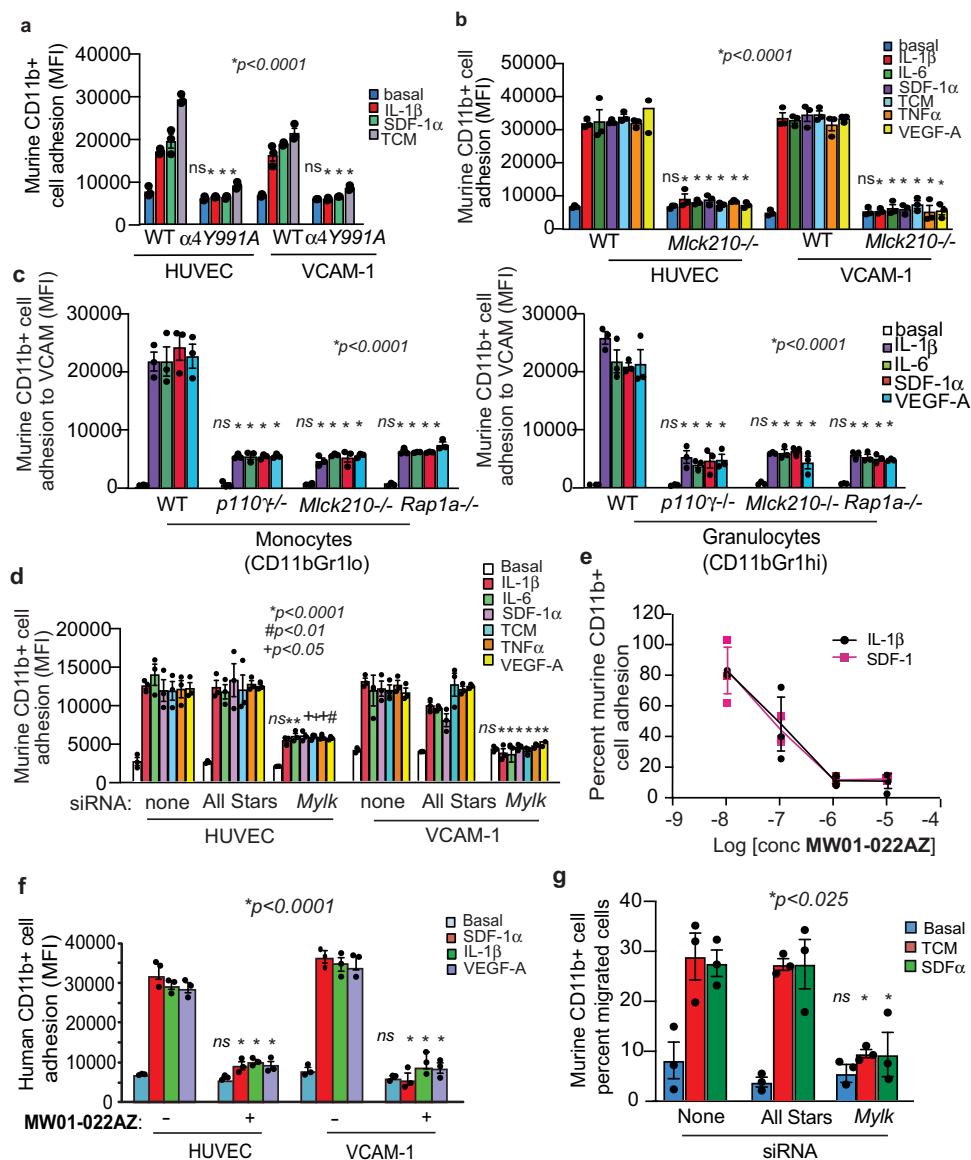 a
Murine CD11b+
cell adhesion (MFI)
40000
30000
20000
10000
0
*p<0.0001
basal
IL-1β
SDF-1α
TCM
ns * * *
ns * * *
WT α4Y991A WT α4Y991A
HUVEC VCAM-1
b
Murine CD11b+ cell
adhesion (MFI)
50000
40000
30000
20000
10000
0
*p<0.0001
basal
IL-1β
IL-6
SDF-1α
TCM
TNFα
VEGF-A
ns * * * * * *
ns * * * * * *
WT Mlck210-/- WT Mlck210-/-
HUVEC VCAM-1
c
Murine CD11b+ cell
adhesion to VCAM (MFI)
30000
20000
10000
0
*p<0.0001
ns * * * *
ns * * * *
ns * * * *
WT p110γ-/- Mlck210-/- Rap1a-/-
Monocytes
(CD11bGr1lo)
Murine CD11b+ cell
adhesion to VCAM (MFI)
30000
20000
10000
0
*p<0.0001
basal
IL-1β
IL-6
SDF-1α
VEGF-A
ns * * * *
ns * * * *
ns * * * *
WT p110γ-/- Mlck210-/- Rap1a-/-
Granulocytes
(CD11bGr1hi)
d
Murine CD11b+ cell
adhesion (MFI)
20000
15000
10000
5000
0
*p<0.0001
#p<0.01
+p<0.05
Basal
IL-1β
IL-6
SDF-1α
TCM
TNFα
VEGF-A
ns**+++#
ns ******
siRNA: none All Stars Mylk none All Stars Mylk
HUVEC VCAM-1
e
Percent murine CD11b+
cell adhesion
120
100
80
60
40
20
0
IL-1β
SDF-1
-9 -8 -7 -6 -5 -4
Log [conc MW01-022AZ]
f
Human CD11b+ cell
adhesion (MFI)
50000
40000
30000
20000
10000
0
*p<0.0001
Basal
SDF-1α
IL-1β
VEGF-A
ns * * *
ns * * *
MW01-022AZ: – + – +
HUVEC VCAM-1
g
Murine CD11b+ cell
percent migrated cells
40
30
20
10
0
*p<0.025
Basal
TCM
SDFα
ns * *
None All Stars Mylk
siRNA